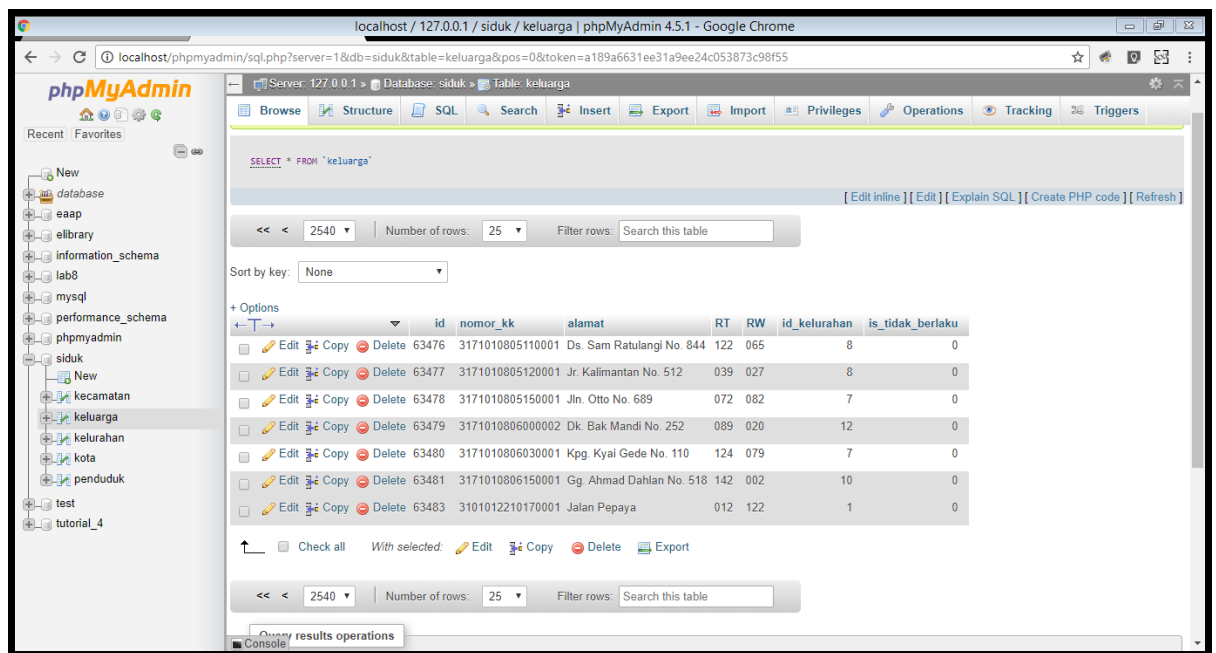 localhost / 127.0.0.1 / siduk / keluarga | phpMyAdmin 4.5.1 - Google Chrome
localhost/phpmyadmin/sql.php?server=1&db=siduk&table=keluarga&pos=0&token=a189a6631ee31a9ee24c053873c98f55
phpMyAdmin
Recent Favorites
New
database
eaap
elibrary
information_schema
lab8
mysql
performance_schema
phpmyadmin
siduk
New
kecamatan
keluarga
kelurahan
kota
penduduk
test
tutorial_4
Server: 127.0.0.1 » Database: siduk » Table: keluarga
Browse Structure SQL Search Insert Export Import Privileges Operations Tracking Triggers
SELECT * FROM `keluarga`
[ Edit inline ] [ Edit ] [ Explain SQL ] [ Create PHP code ] [ Refresh ]
<< < 2540 Number of rows: 25 Filter rows: Search this table
Sort by key: None
+ Options
←T→ id nomor_kk alamat RT RW id_kelurahan is_tidak_berlaku
Edit Copy Delete 63476 3171010805110001 Ds. Sam Ratulangi No. 844 122 065 8 0
Edit Copy Delete 63477 3171010805120001 Jr. Kalimantan No. 512 039 027 8 0
Edit Copy Delete 63478 3171010805150001 Jln. Otto No. 689 072 082 7 0
Edit Copy Delete 63479 3171010806000002 Dk. Bak Mandi No. 252 089 020 12 0
Edit Copy Delete 63480 3171010806030001 Kpg. Kyai Gede No. 110 124 079 7 0
Edit Copy Delete 63481 3171010806150001 Gg. Ahmad Dahlan No. 518 142 002 10 0
Edit Copy Delete 63483 3101012210170001 Jalan Pepaya 012 122 1 0
Check all With selected: Edit Copy Delete Export
<< < 2540 Number of rows: 25 Filter rows: Search this table
Query results operations
Console